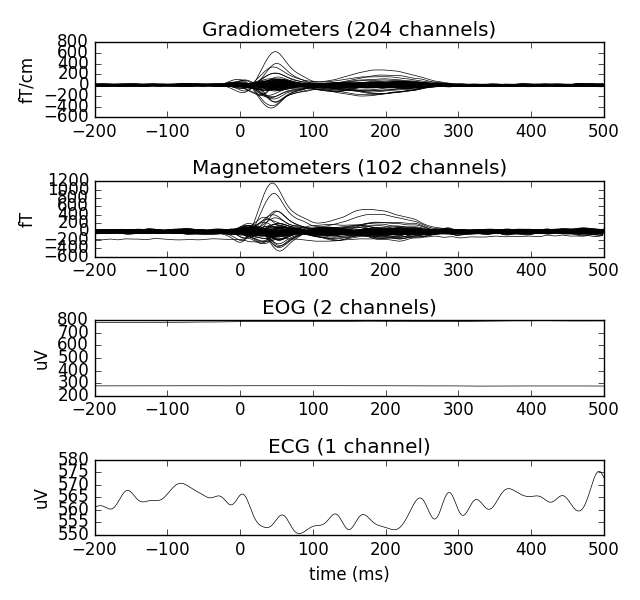 Gradiometers (204 channels)
800
600
400
200
0
−200
−400
−600
fT/cm
−200 −100 0 100 200 300 400 500
Magnetometers (102 channels)
1200
1000
800
600
400
200
0
−200
−400
−600
fT
−200 −100 0 100 200 300 400 500
EOG (2 channels)
800
700
600
500
400
300
200
uV
−200 −100 0 100 200 300 400 500
ECG (1 channel)
580
575
570
565
560
555
550
uV
−200 −100 0 100 200 300 400 500
time (ms)